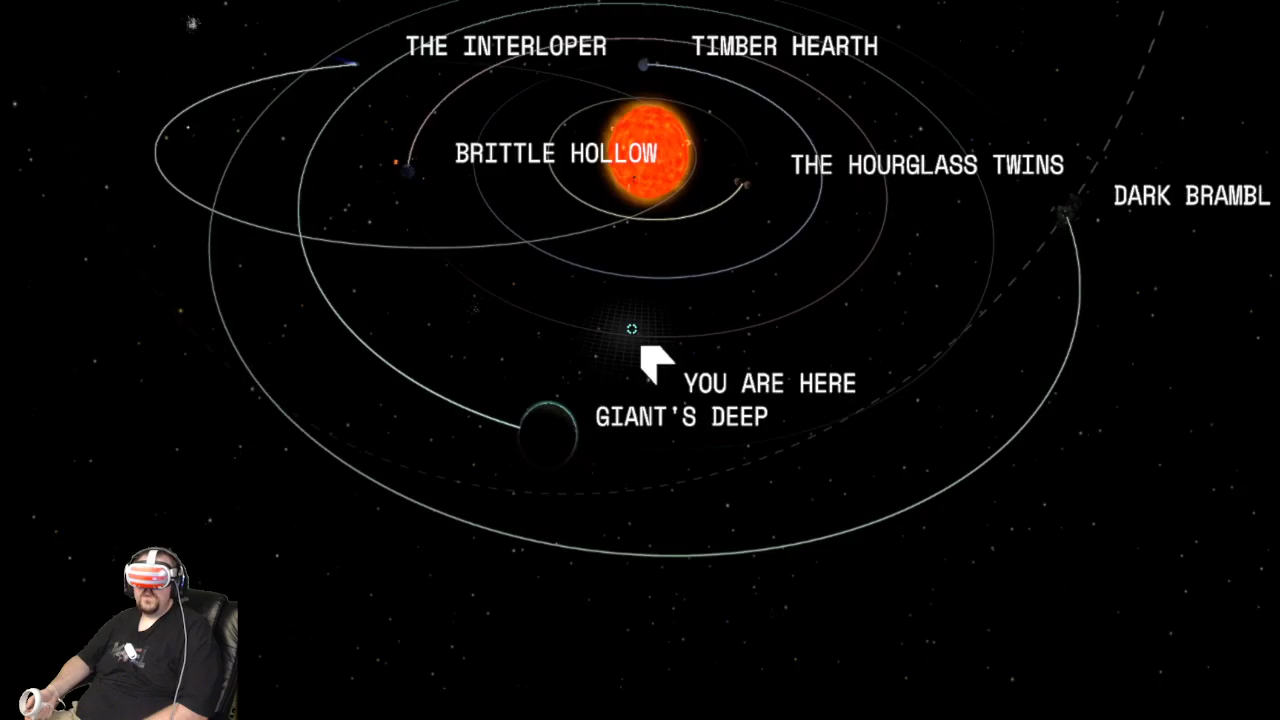 THE INTERLOPER
TIMBER HEARTH
BRITTLE HOLLOW
THE HOURGLASS TWINS
DARK BRAMBL
YOU ARE HERE
GIANT'S DEEP